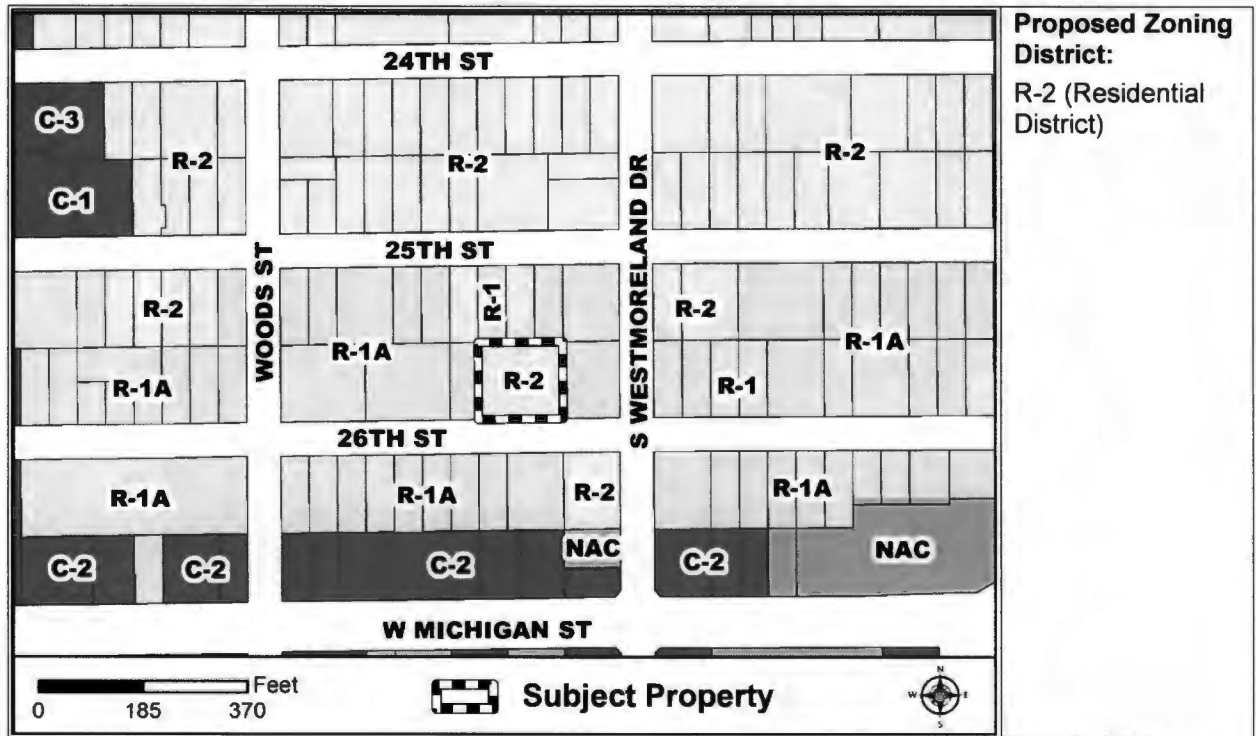 24TH ST
C-3
R-2
R-2
R-2
C-1
25TH ST
WOODS ST
S WESTMORELAND DR
R-2
R-1
R-2
R-1A
R-1A
R-2
R-1
R-1A
26TH ST
R-1A
R-1A
R-2
R-1A
C-2
C-2
C-2
NAC
C-2
NAC
W MICHIGAN ST
Feet
0 185 370
Subject Property
N
W E
S
Proposed Zoning
District:
R-2 (Residential
District)